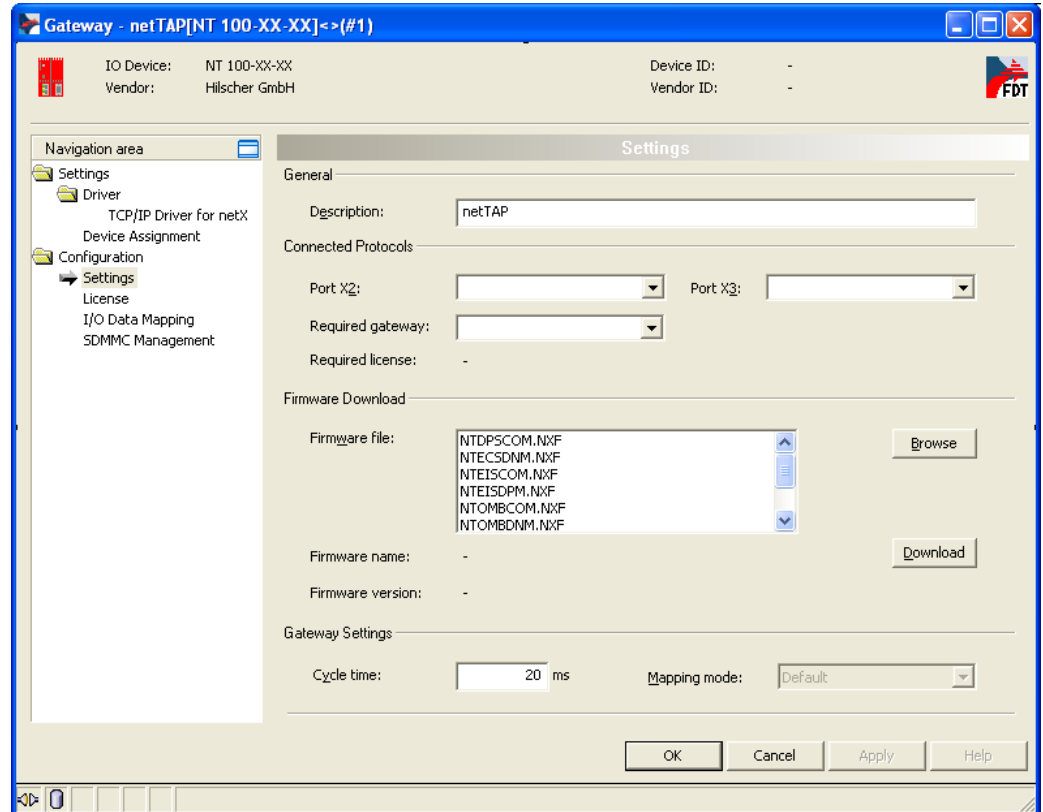 Gateway - netTAP[NT 100-XX-XX]<>(#1)
IO Device: NT 100-XX-XX Device ID: -
Vendor: Hilscher GmbH Vendor ID: -
FDT
Navigation area
Settings
Driver
TCP/IP Driver for netX
Device Assignment
Configuration
Settings
License
I/O Data Mapping
SDMMC Management
Settings
General
Description: netTAP
Connected Protocols
Port X2: Port X3:
Required gateway:
Required license: -
Firmware Download
Firmware file:
NTDPSCOM.NXF
NTECSDNM.NXF
NTEISCOM.NXF
NTEISDPM.NXF
NTOMBCOM.NXF
NTOMBDNM.NXF
Browse
Download
Firmware name: -
Firmware version: -
Gateway Settings
Cycle time: 20 ms Mapping mode: Default
OK Cancel Apply Help